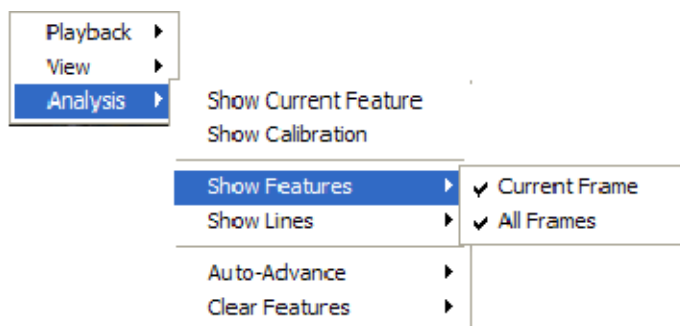 Playback
View
Analysis
Show Current Feature
Show Calibration
Show Features
Current Frame
All Frames
Show Lines
Auto-Advance
Clear Features